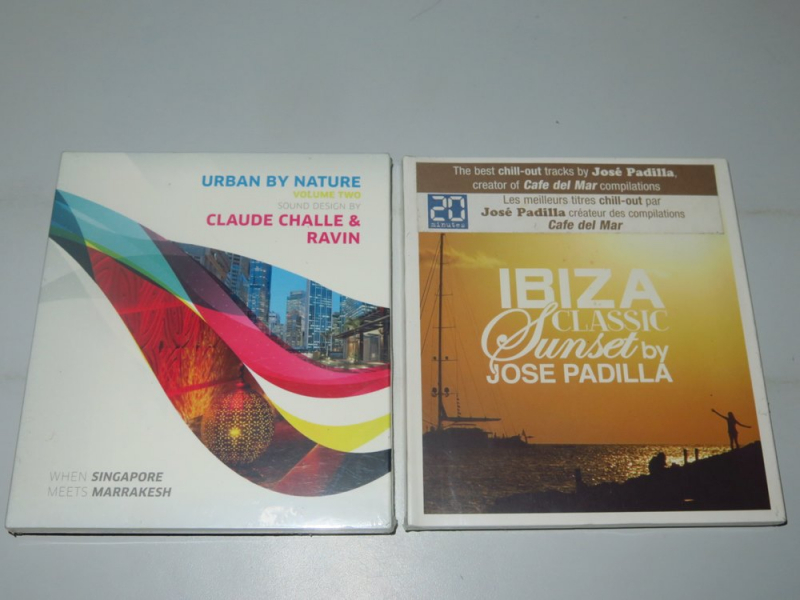 URBAN BY NATURE
VOLUME TWO
SOUND DESIGN BY
CLAUDE CHALLE &
RAVIN
WHEN SINGAPORE
MEETS MARRAKESH
The best chill-out tracks by José Padilla,
creator of Cafe del Mar compilations
20
minutes
Les meilleurs titres chill-out par
José Padilla créateur des compilations
Cafe del Mar
IBIZA
CLASSIC
Sunset by
JOSE PADILLA